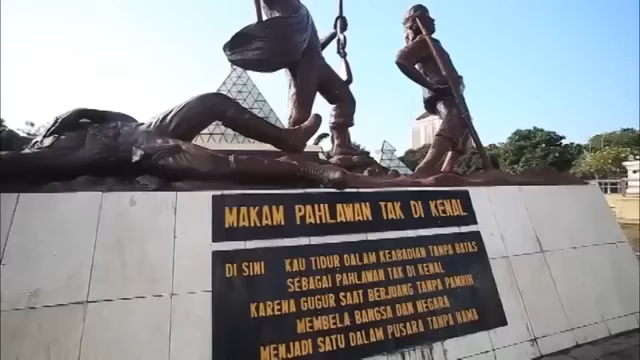 MAKAM PAHLAWAN TAK DI KENAL
DI SINI KAU TIDUR DALAM KEABADIAN TANPA BATAS
SEBAGAI PAHLAWAN TAK DI KENAL
KARENA GUGUR SAAT BERJUANG TANPA PAMRIH
MEMBELA BANGSA DAN NEGARA
MENJADI SATU DALAM PUSARA TANPA NAMA